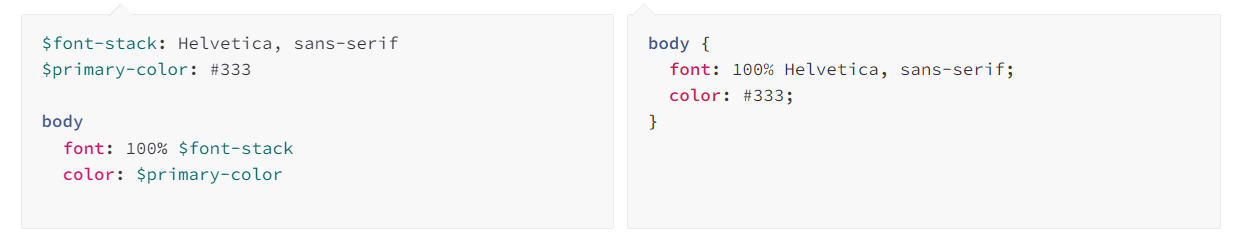 $font-stack: Helvetica, sans-serif
$primary-color: #333

body
  font: 100% $font-stack
  color: $primary-color

body {
  font: 100% Helvetica, sans-serif;
  color: #333;
}